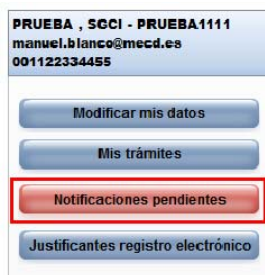 PRUEBA , SGCI - PRUEBA1111
manuel.blanco@mecd.es
001122334455
Modificar mis datos
Mis trámites
Notificaciones pendientes
Justificantes registro electrónico